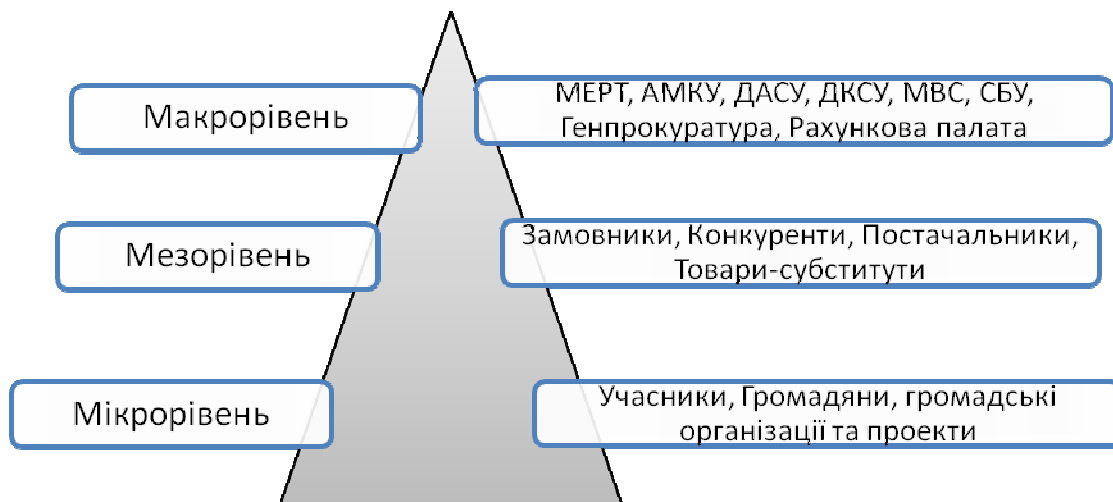 Макрорівень
МЕРТ, АМКУ, ДАСУ, ДКСУ, МВС, СБУ,
Генпрокуратура, Рахункова палата
Мезорівень
Замовники, Конкуренти, Постачальники,
Товари-субститути
Мікрорівень
Учасники, Громадяни, громадські
організації та проекти